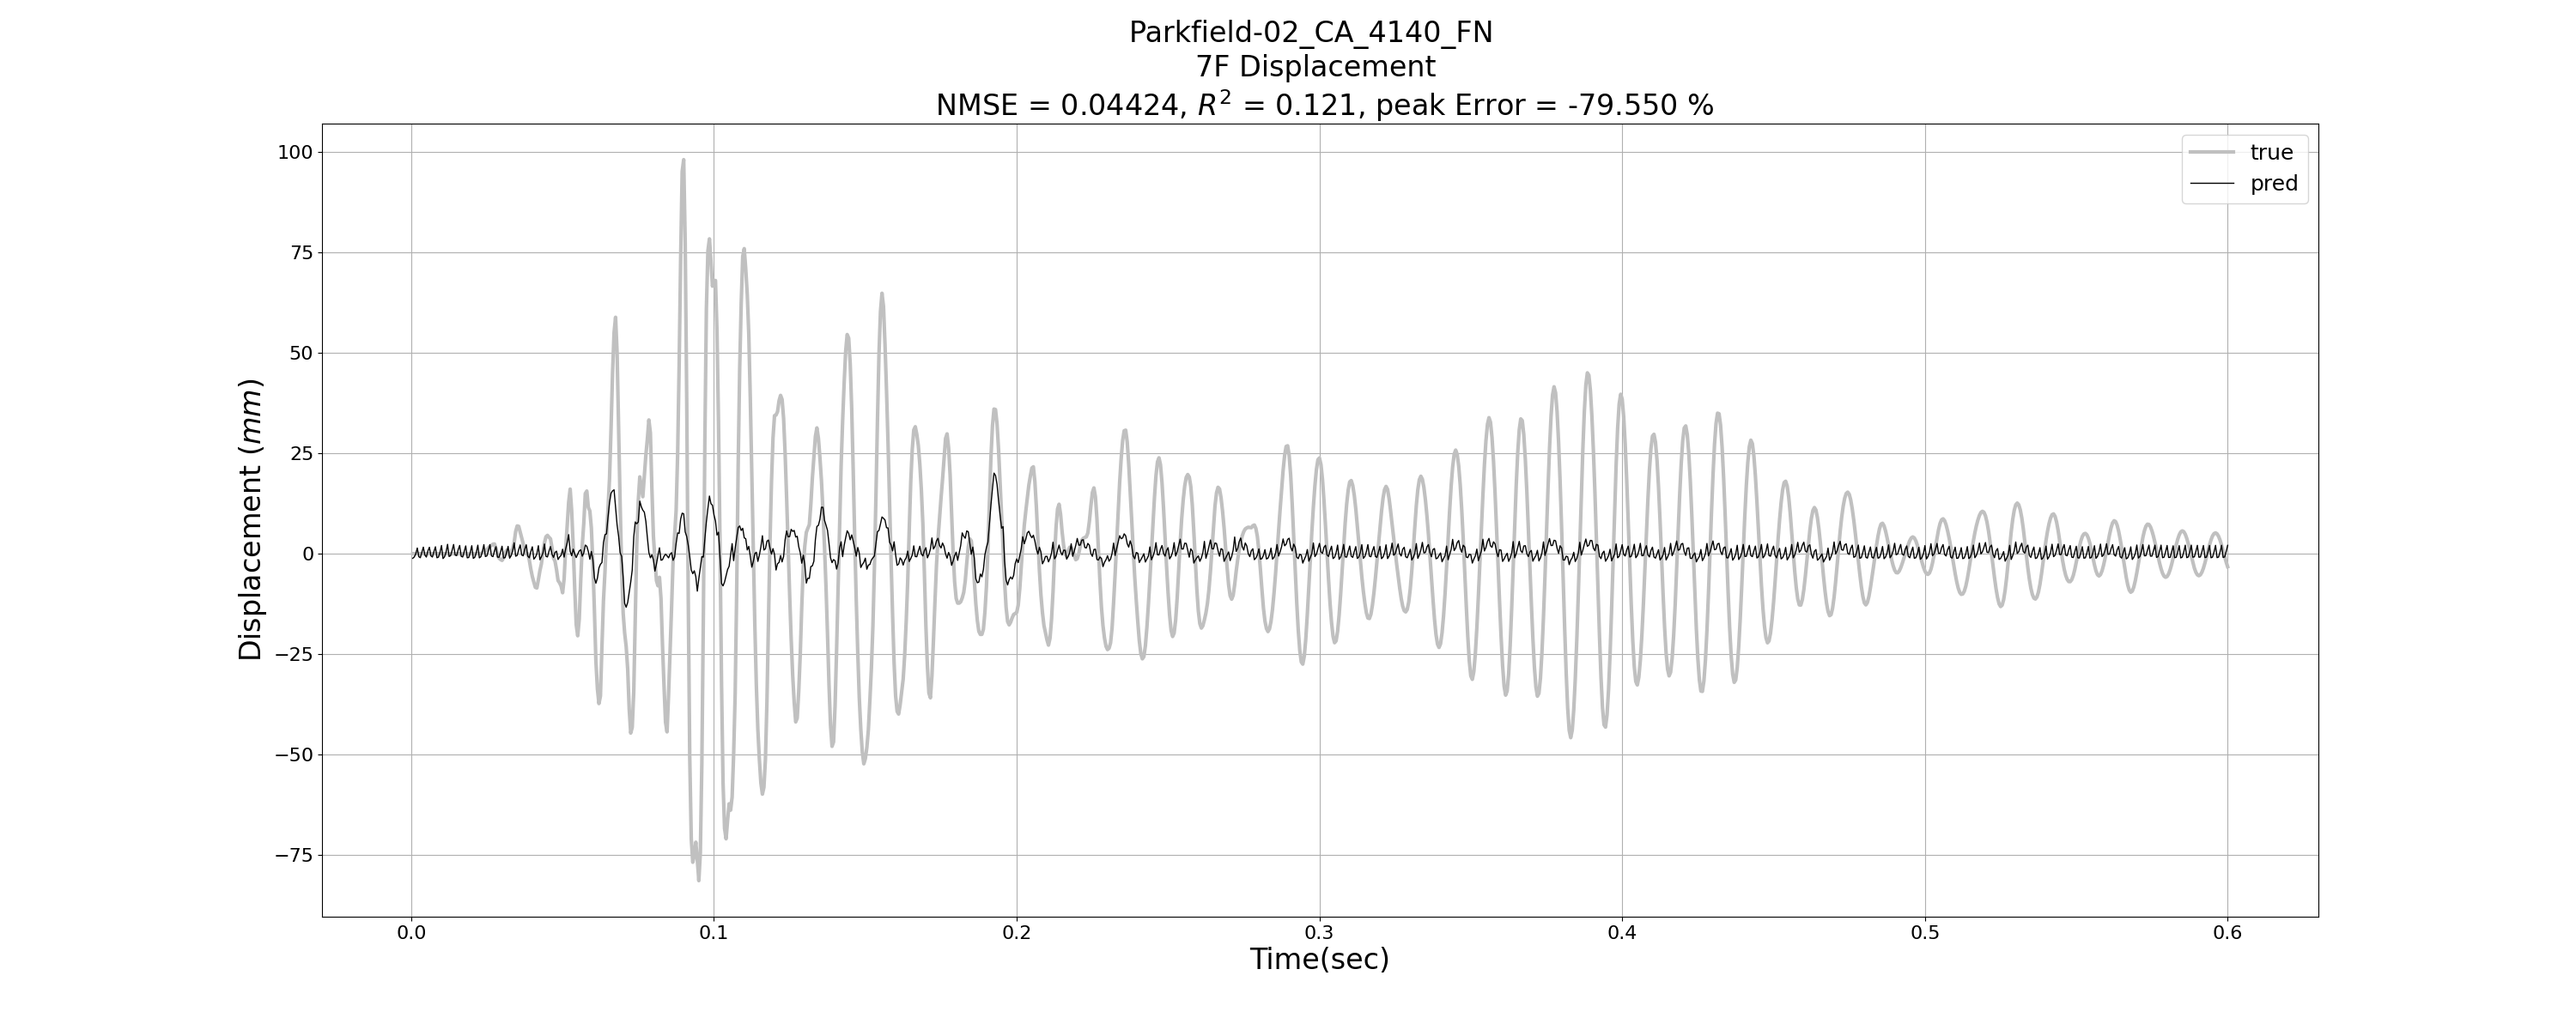 Parkfield-02_CA_4140_FN
7F Displacement
NMSE = 0.04424, R² = 0.121, peak Error = -79.550 %
true
pred
100
75
50
25
0
−25
−50
−75
Displacement (mm)
0.0 0.1 0.2 0.3 0.4 0.5 0.6
Time(sec)